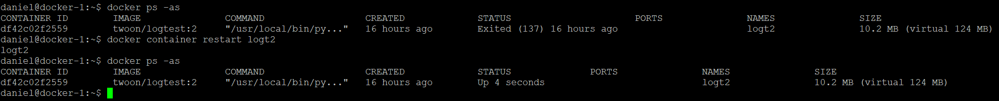 daniel@docker-1:~$ docker ps -as
CONTAINER ID        IMAGE               COMMAND                  CREATED             STATUS                      PORTS               NAMES               SIZE
df42c02f2559        twoon/logtest:2     "/usr/local/bin/py..."   16 hours ago        Exited (137) 16 hours ago                       logt2               10.2 MB (virtual 124 MB)
daniel@docker-1:~$ docker container restart logt2
logt2
daniel@docker-1:~$ docker ps -as
CONTAINER ID        IMAGE               COMMAND                  CREATED             STATUS              PORTS               NAMES               SIZE
df42c02f2559        twoon/logtest:2     "/usr/local/bin/py..."   16 hours ago        Up 4 seconds                            logt2               10.2 MB (virtual 124 MB)
daniel@docker-1:~$